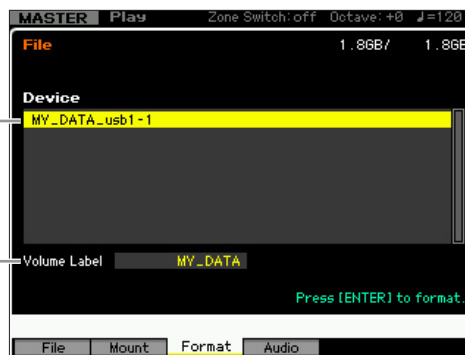 MASTER Play Zone Switch:off Octave:+0 ♩=120
File 1.8GB/ 1.8GB
Device
MY_DATA_usb1-1
Volume Label MY_DATA
Press [ENTER] to format.
File Mount Format Audio